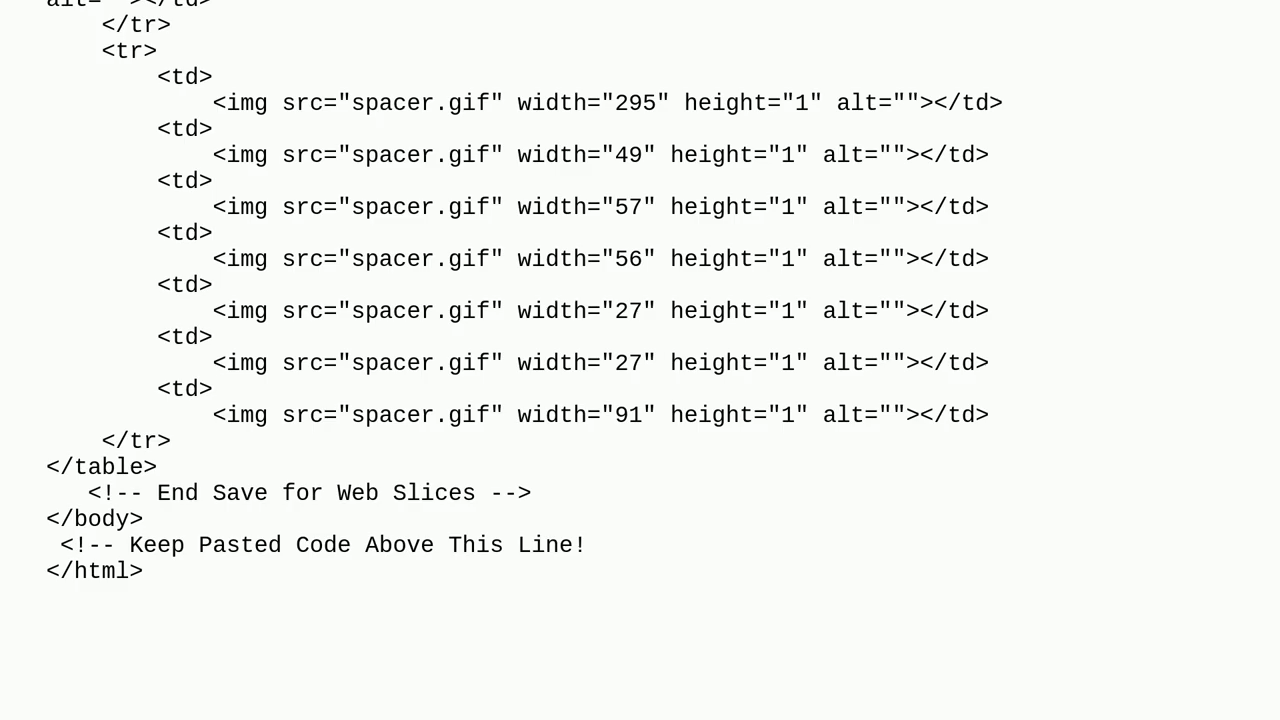 alt=""></td>
</tr>
<tr>
<td>
<img src="spacer.gif" width="295" height="1" alt=""></td>
<td>
<img src="spacer.gif" width="49" height="1" alt=""></td>
<td>
<img src="spacer.gif" width="57" height="1" alt=""></td>
<td>
<img src="spacer.gif" width="56" height="1" alt=""></td>
<td>
<img src="spacer.gif" width="27" height="1" alt=""></td>
<td>
<img src="spacer.gif" width="27" height="1" alt=""></td>
<td>
<img src="spacer.gif" width="91" height="1" alt=""></td>
</tr>
</table>
<!-- End Save for Web Slices -->
</body>
<!-- Keep Pasted Code Above This Line!
</html>